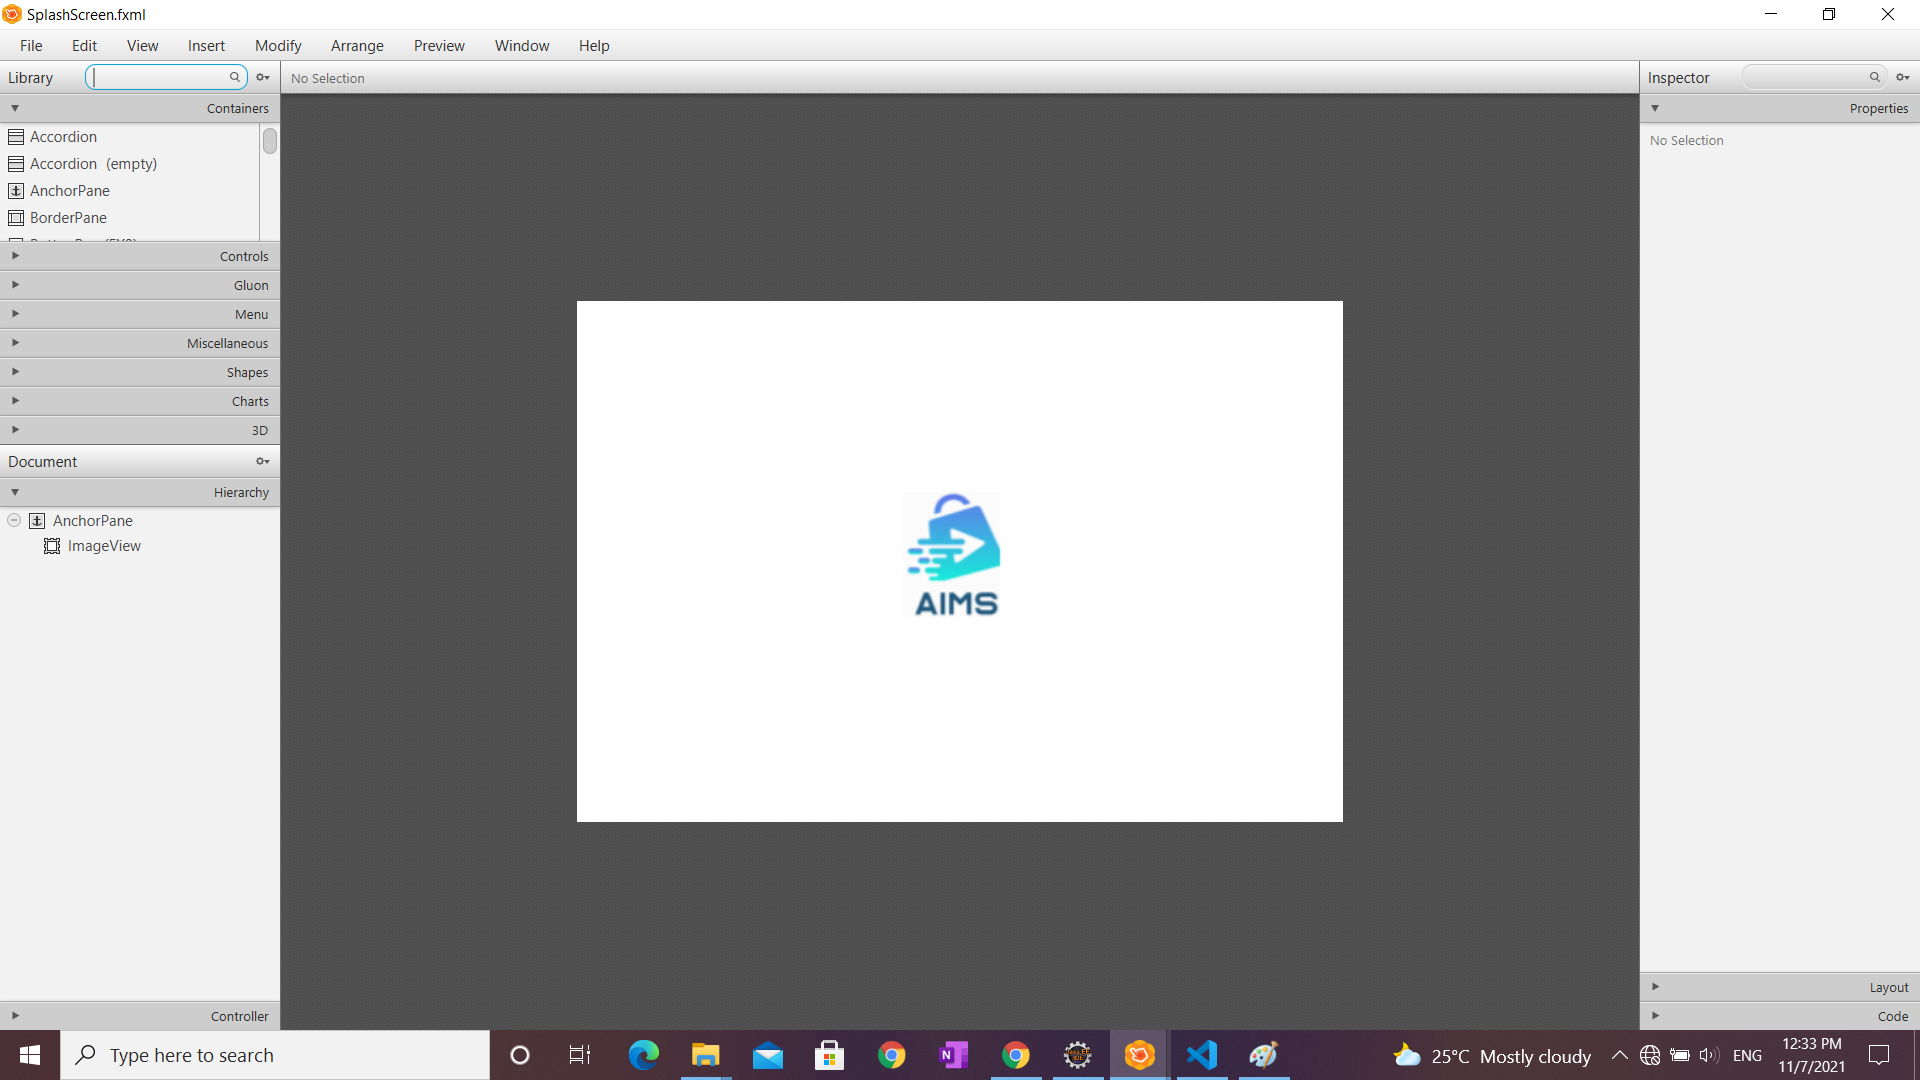 SplashScreen.fxml
File Edit View Insert Modify Arrange Preview Window Help
Library
No Selection
Inspector
Containers
Accordion
Accordion (empty)
AnchorPane
BorderPane
Controls
Gluon
Menu
Miscellaneous
Shapes
Charts
3D
Document
Hierarchy
AnchorPane
ImageView
Controller
AIMS
Properties
No Selection
Layout
Code
Type here to search
25°C Mostly cloudy
ENG
12:33 PM
11/7/2021